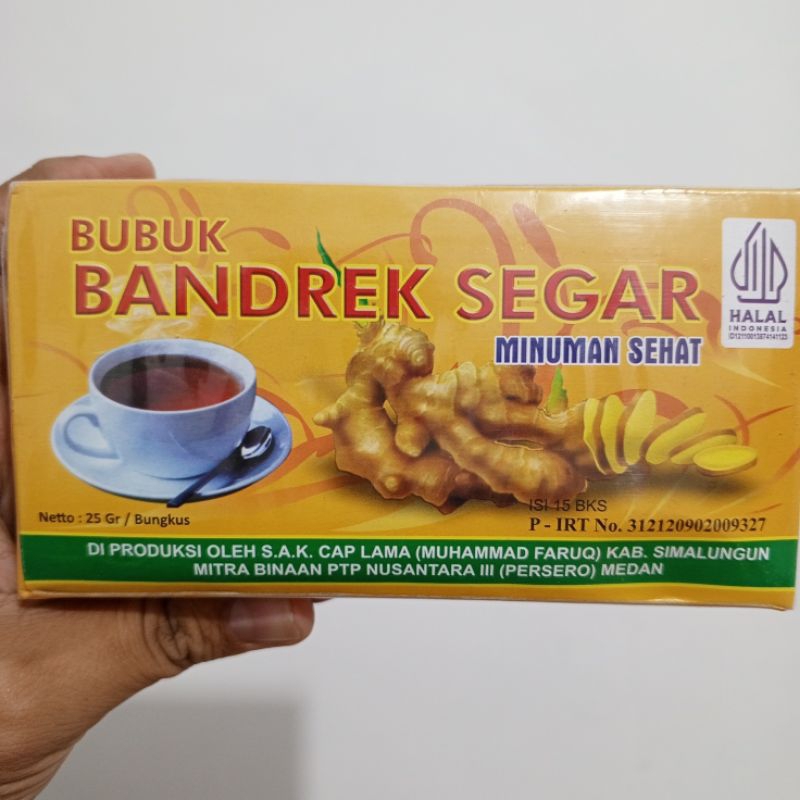 BUBUK
BANDREK SEGAR
MINUMAN SEHAT
HALAL
INDONESIA
ID12110013874141123
Netto : 25 Gr / Bungkus
ISI 15 BKS
P - IRT No. 312120902009327
DI PRODUKSI OLEH S.A.K. CAP LAMA (MUHAMMAD FARUQ) KAB. SIMALUNGUN
MITRA BINAAN PTP NUSANTARA III (PERSERO) MEDAN